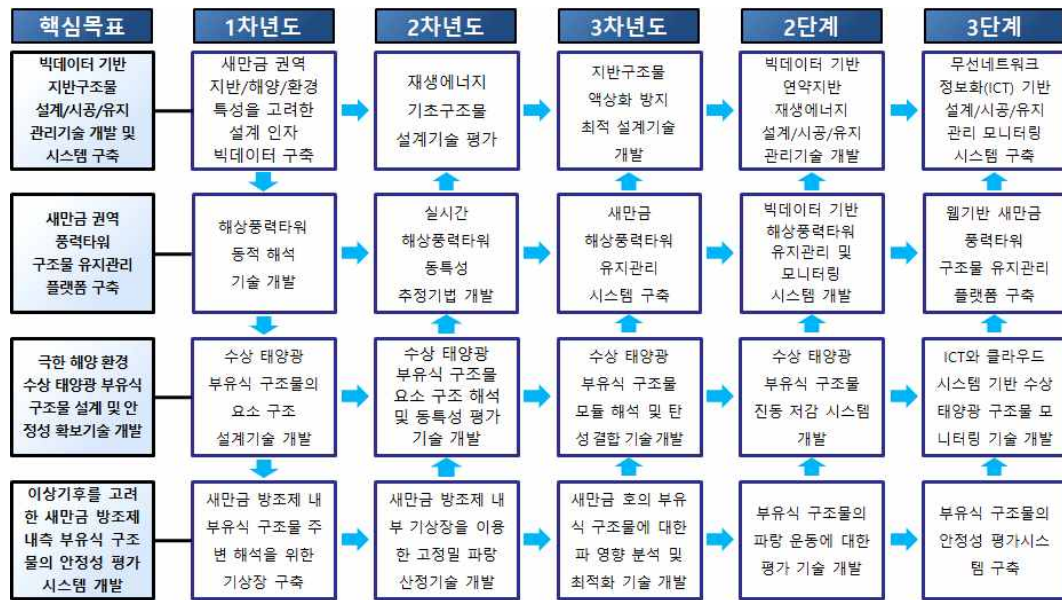 핵심목표
1차년도
2차년도
3차년도
2단계
3단계
빅데이터 기반
지반구조물
설계/시공/유지
관리기술 개발 및
시스템 구축
새만금 권역
지반/해양/환경
특성을 고려한
설계 인자
빅데이터 구축
재생에너지
기초구조물
설계기술 평가
지반구조물
액상화 방지
최적 설계기술
개발
빅데이터 기반
연약지반
재생에너지
설계/시공/유지
관리기술 개발
무선네트워크
정보화(ICT) 기반
설계/시공/유지
관리 모니터링
시스템 구축
새만금 권역
풍력타워
구조물 유지관리
플랫폼 구축
해상풍력타워
동적 해석
기술 개발
실시간
해상풍력타워
동특성
추정기법 개발
새만금
해상풍력타워
유지관리
시스템 구축
빅데이터 기반
해상풍력타워
유지관리 및
모니터링
시스템 개발
웹기반 새만금
풍력타워
구조물 유지관리
플랫폼 구축
극한 해양 환경
수상 태양광 부유식
구조물 설계 및 안
정성 확보기술 개발
수상 태양광
부유식 구조물의
요소 구조
설계기술 개발
수상 태양광
부유식 구조물
요소 구조 해석
및 동특성 평가
기술 개발
수상 태양광
부유식 구조물
모듈 해석 및 탄
성결합 기술개발
수상 태양광
부유식 구조물
진동 저감 시스템
개발
ICT와 클라우드
시스템 기반 수상
태양광 구조물 모
니터링 기술 개발
이상기후를 고려
한 새만금 방조제
내측 부유식 구조
물의 안정성 평가
시스템 개발
새만금 방조제 내
부유식 구조물 주
변 해석을 위한
기상장 구축
새만금 방조제 내
부 기상장을 이용
한 고정밀 파랑
산정기술 개발
새만금 호의 부유
식 구조물에 대한
파 영향 분석 및
최적화 기술 개발
부유식 구조물의
파랑 운동에 대한
평가 기술 개발
부유식 구조물의
안정성 평가시스
템 구축